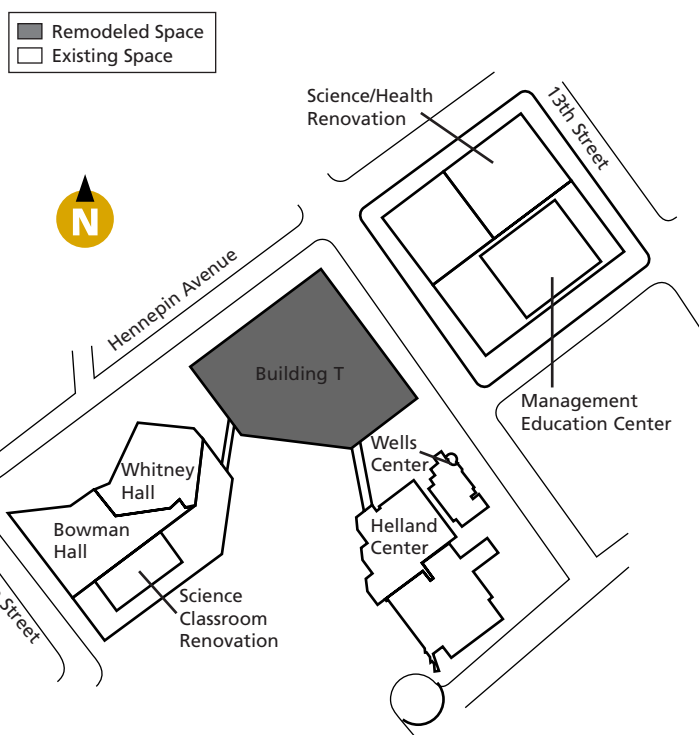 Remodeled Space
Existing Space
Science/Health
Renovation
13th Street
N
Hennepin Avenue
Building T
Management
Education Center
Wells
Center
Whitney
Hall
Bowman
Hall
Helland
Center
Science
Classroom
Renovation
Street